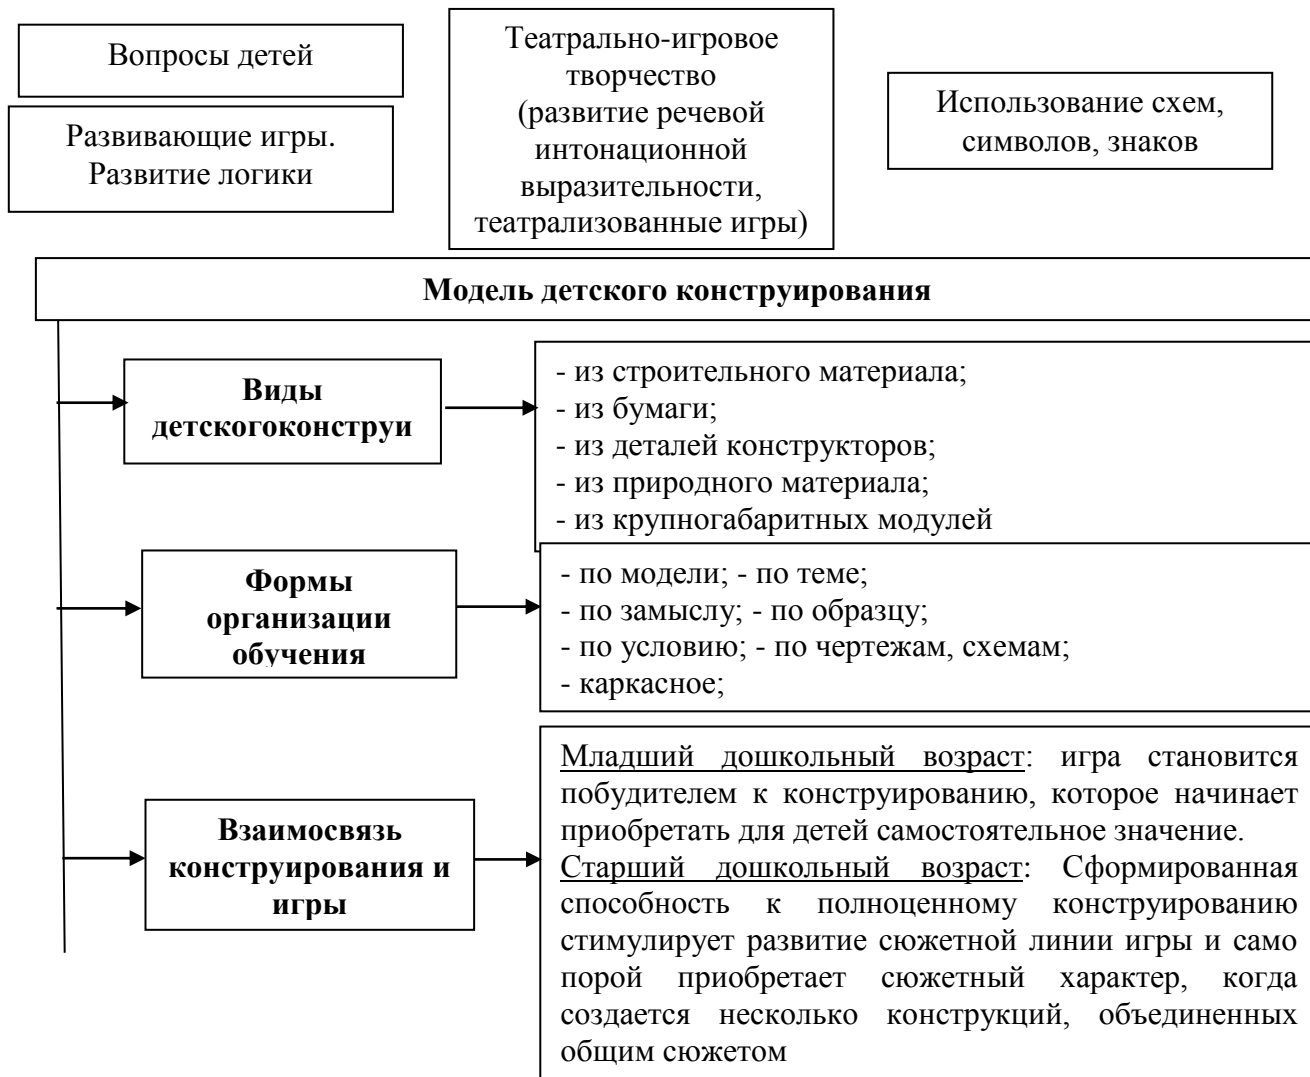 Вопросы детей
Развивающие игры.
Развитие логики
Театрально-игровое
творчество
(развитие речевой
интонационной
выразительности,
театрализованные игры)
Использование схем,
символов, знаков
Модель детского конструирования
Виды
детскогоконструи
- из строительного материала;
- из бумаги;
- из деталей конструкторов;
- из природного материала;
- из крупногабаритных модулей
Формы
организации
обучения
- по модели; - по теме;
- по замыслу; - по образцу;
- по условию; - по чертежам, схемам;
- каркасное;
Взаимосвязь
конструирования и
игры
Младший дошкольный возраст: игра становится
побудителем к конструированию, которое начинает
приобретать для детей самостоятельное значение.
Старший дошкольный возраст: Сформированная
способность к полноценному конструированию
стимулирует развитие сюжетной линии игры и само
порой приобретает сюжетный характер, когда
создается несколько конструкций, объединенных
общим сюжетом